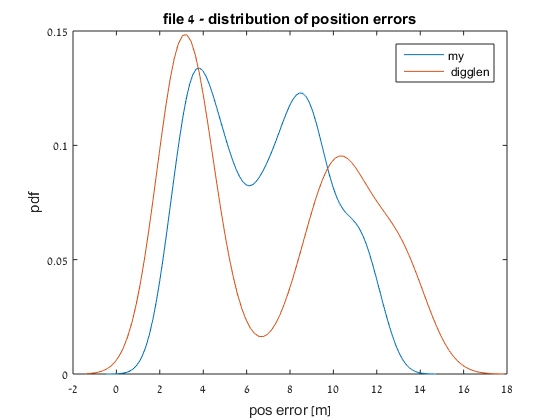 file 4 - distribution of position errors
my
digglen
pdf
0.15
0.1
0.05
0
-2 0 2 4 6 8 10 12 14 16 18
pos error [m]